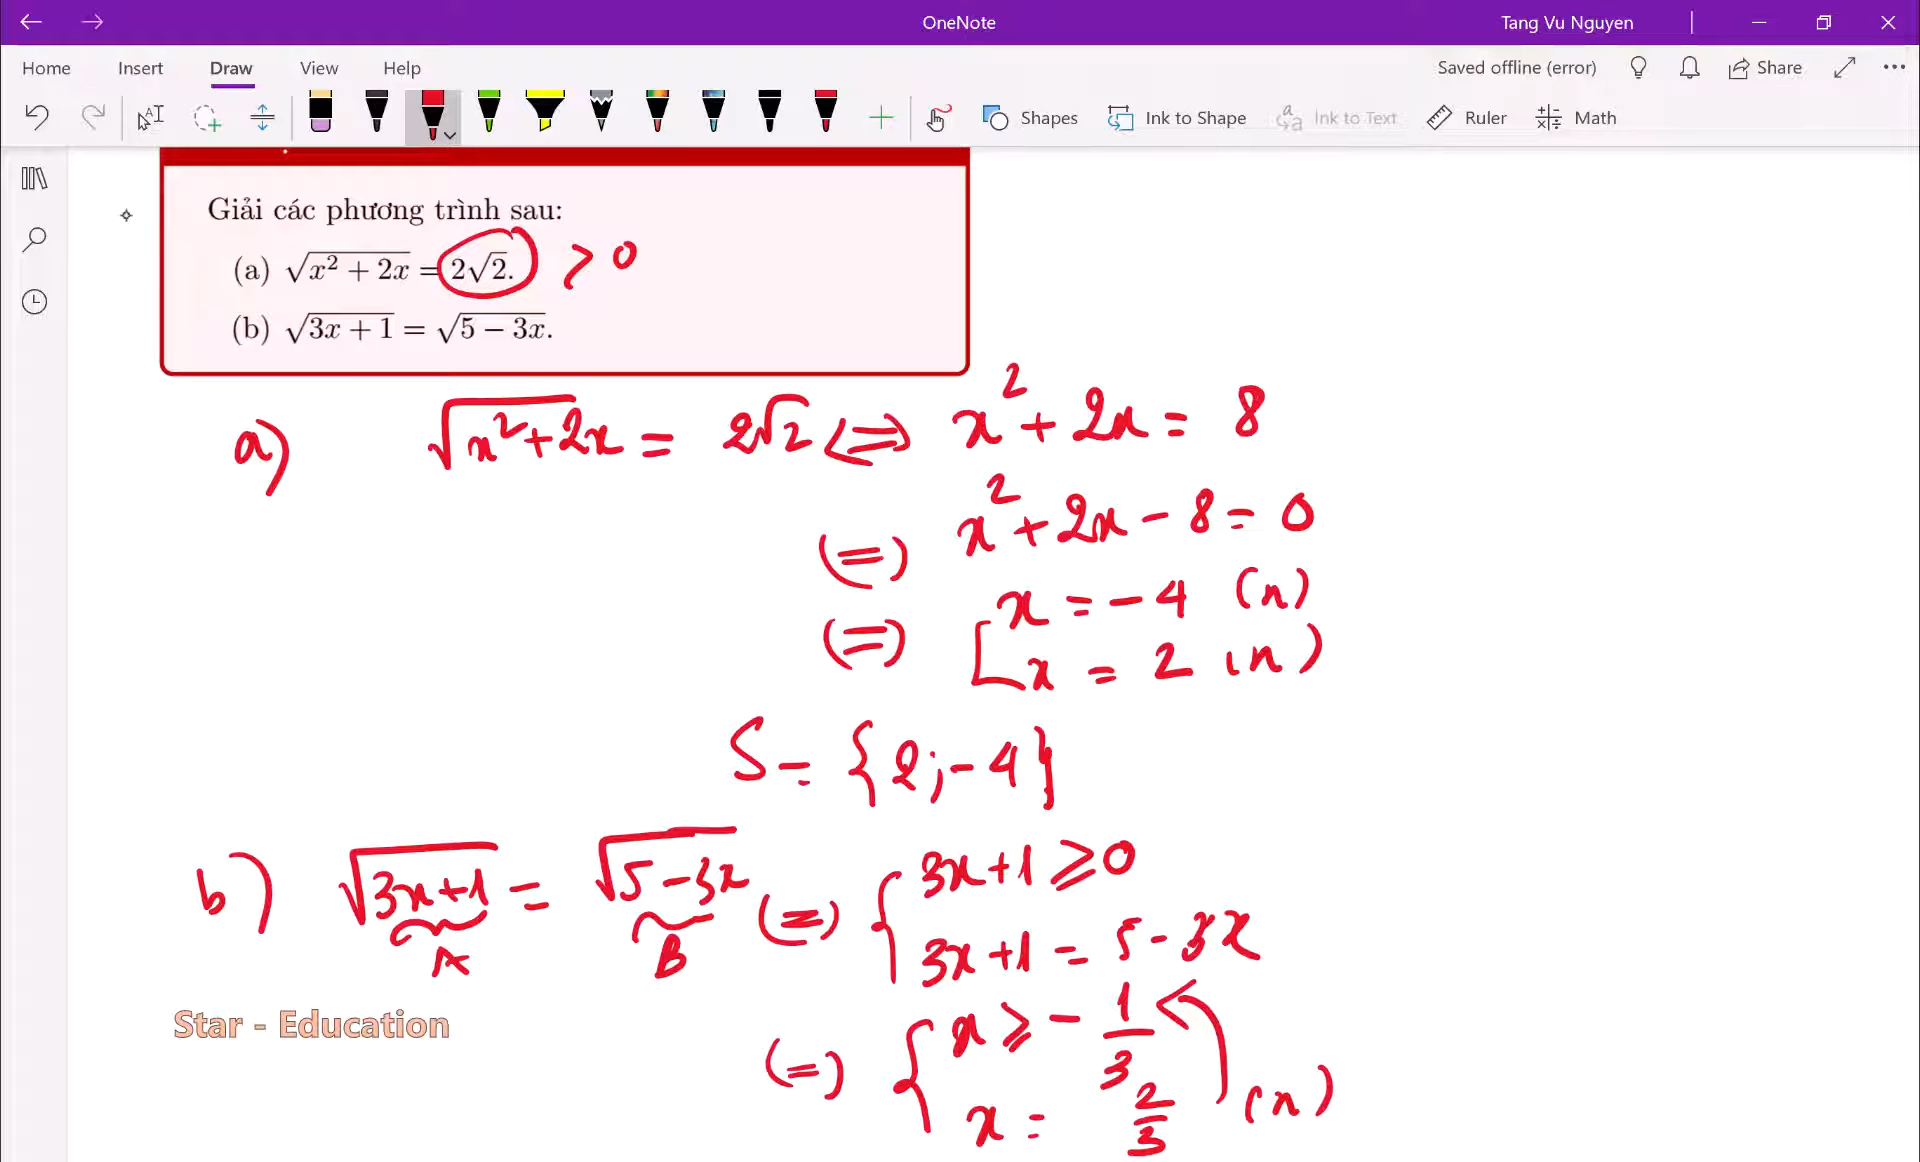 OneNote
Tang Vu Nguyen
Home Insert Draw View Help
Saved offline (error)
Share
Shapes
Ink to Shape
Ink to Text
Ruler
Math
Giải các phương trình sau:
(a) √(x² + 2x) = 2√2. > 0
(b) √(3x + 1) = √(5 − 3x).
a) √(x²+2x) = 2√2 <=> x² + 2x = 8
(=) x² + 2x − 8 = 0
(=) [ x = −4 (n)
x = 2 (n)
S = {2; −4}
b) √(3x+1) = √(5−3x) (=) { 3x+1 ⩾ 0
A B
3x+1 = 5−3x
(=) { x ⩾ − 1/3
x = 2/3 (n)
Star - Education